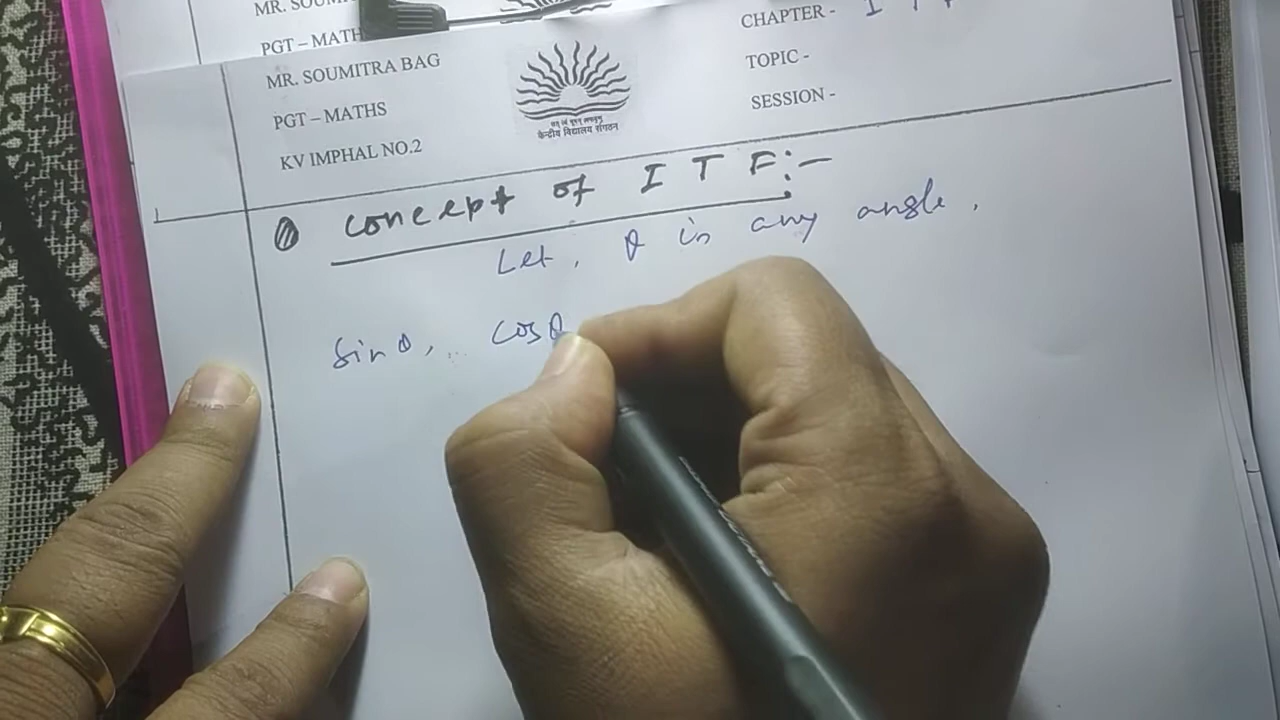 MR. SOUMI
PGT – MATH
CHAPTER - I T F
MR. SOUMITRA BAG
TOPIC -
PGT – MATHS
SESSION -
KV IMPHAL NO.2
केन्द्रीय विद्यालय संगठन
concept of I T F:-
Let, θ is any angle.
Sinθ, cosθ